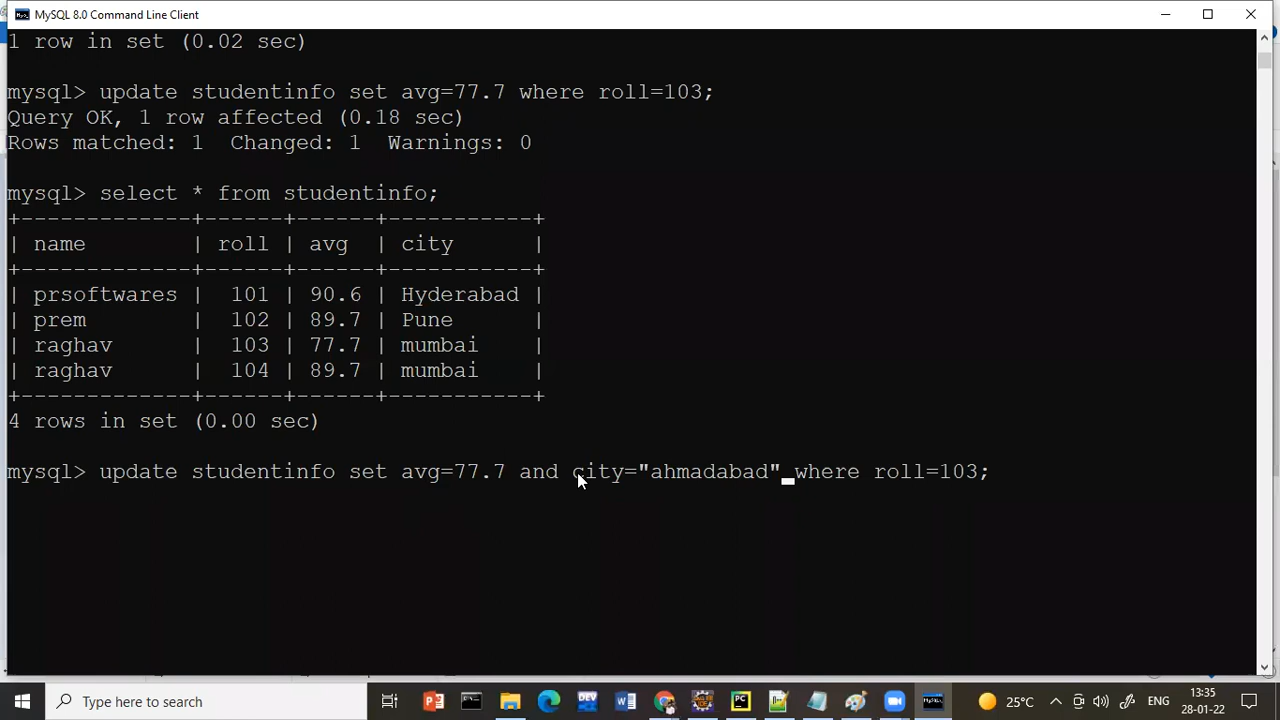 MySQL 8.0 Command Line Client
1 row in set (0.02 sec)
mysql> update studentinfo set avg=77.7 where roll=103;
Query OK, 1 row affected (0.18 sec)
Rows matched: 1  Changed: 1  Warnings: 0
mysql> select * from studentinfo;
+-------------+------+------+-----------+
| name        | roll | avg  | city      |
+-------------+------+------+-----------+
| prsoftwares |  101 | 90.6 | Hyderabad |
| prem        |  102 | 89.7 | Pune      |
| raghav      |  103 | 77.7 | mumbai    |
| raghav      |  104 | 89.7 | mumbai    |
+-------------+------+------+-----------+
4 rows in set (0.00 sec)
mysql> update studentinfo set avg=77.7 and city="ahmadabad" where roll=103;
Type here to search
25°C
ENG
13:35
28-01-22